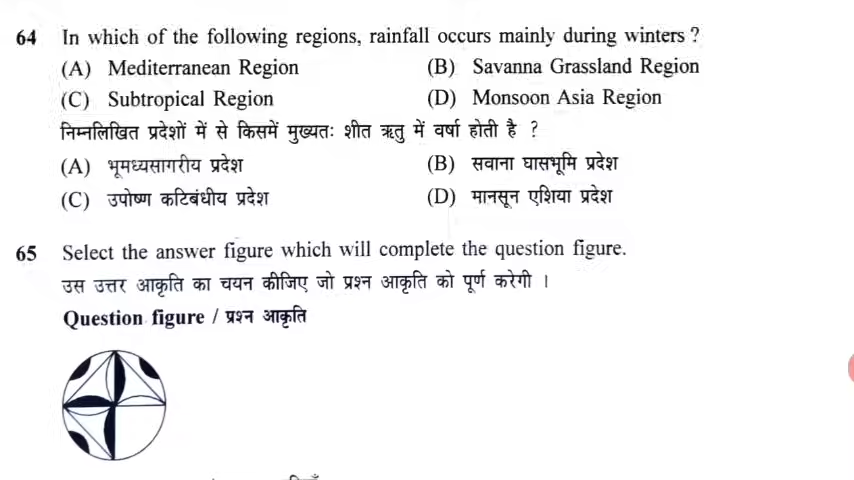 64 In which of the following regions, rainfall occurs mainly during winters ?
(A) Mediterranean Region (B) Savanna Grassland Region
(C) Subtropical Region (D) Monsoon Asia Region
निम्नलिखित प्रदेशों में से किसमें मुख्यतः शीत ऋतु में वर्षा होती है ?
(A) भूमध्यसागरीय प्रदेश (B) सवाना घासभूमि प्रदेश
(C) उपोष्ण कटिबंधीय प्रदेश (D) मानसून एशिया प्रदेश
65 Select the answer figure which will complete the question figure.
उस उत्तर आकृति का चयन कीजिए जो प्रश्न आकृति को पूर्ण करेगी ।
Question figure / प्रश्न आकृति